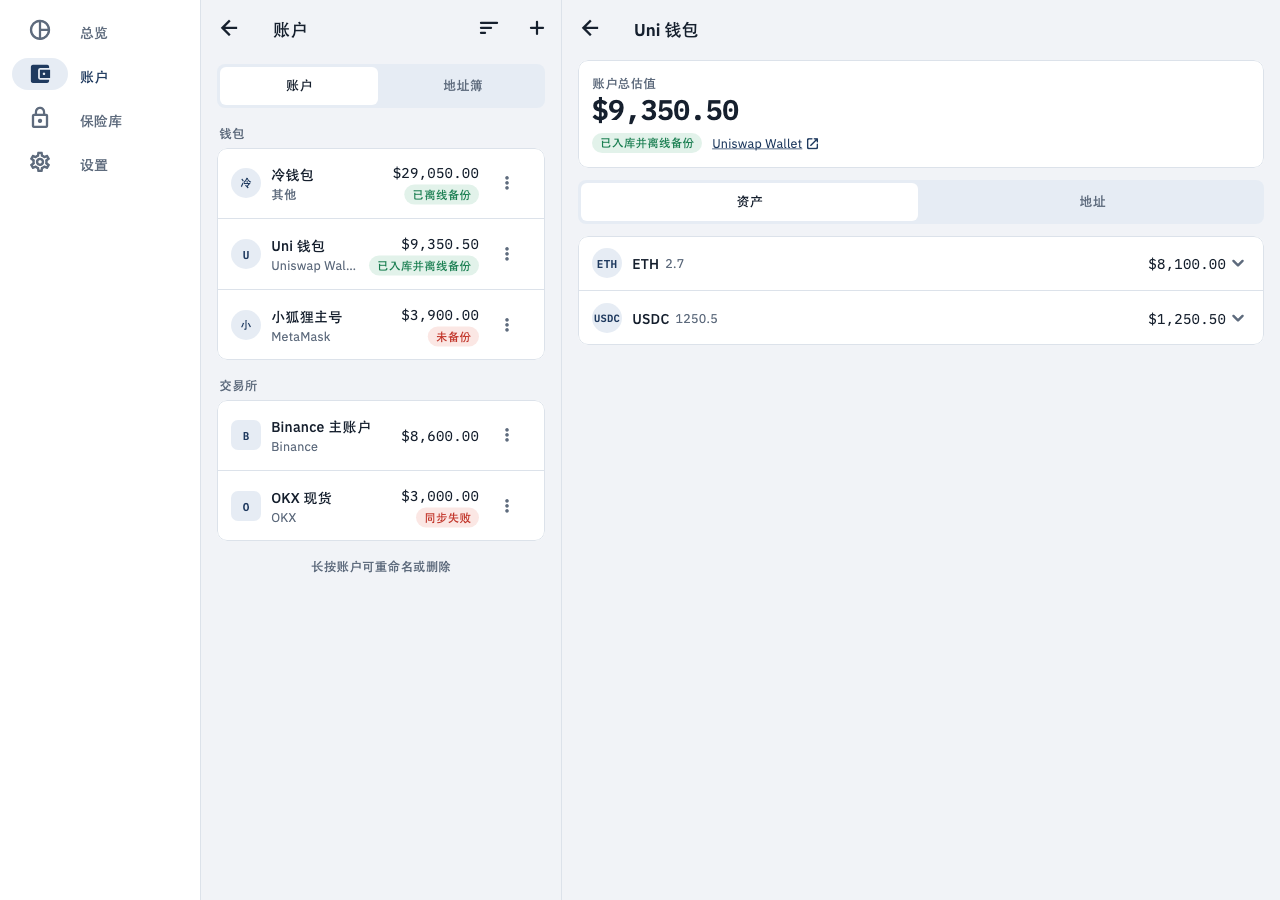 总览
账户
保险库
设置
账户
账户
地址簿
钱包
冷
冷钱包
其他
$29,050.00
已离线备份
U
Uni 钱包
Uniswap Wal...
$9,350.50
已入库并离线备份
小
小狐狸主号
MetaMask
$3,900.00
未备份
交易所
B
Binance 主账户
Binance
$8,600.00
O
OKX 现货
OKX
$3,000.00
同步失败
长按账户可重命名或删除
Uni 钱包
账户总估值
$9,350.50
已入库并离线备份 Uniswap Wallet
资产
地址
ETH
ETH 2.7
$8,100.00
USDC
USDC 1250.5
$1,250.50